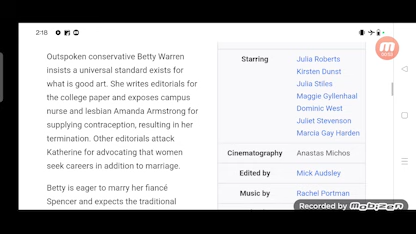 2:18
Outspoken conservative Betty Warren
insists a universal standard exists for
what is good art. She writes editorials for
the college paper and exposes campus
nurse and lesbian Amanda Armstrong for
supplying contraception, resulting in her
termination. Other editorials attack
Katherine for advocating that women
seek careers in addition to marriage.
Betty is eager to marry her fiancé
Spencer and expects the traditional
Starring
Julia Roberts
Kirsten Dunst
Julia Stiles
Maggie Gyllenhaal
Dominic West
Juliet Stevenson
Marcia Gay Harden
Cinematography Anastas Michos
Edited by Mick Audsley
Music by Rachel Portman
Recorded by Mobizen